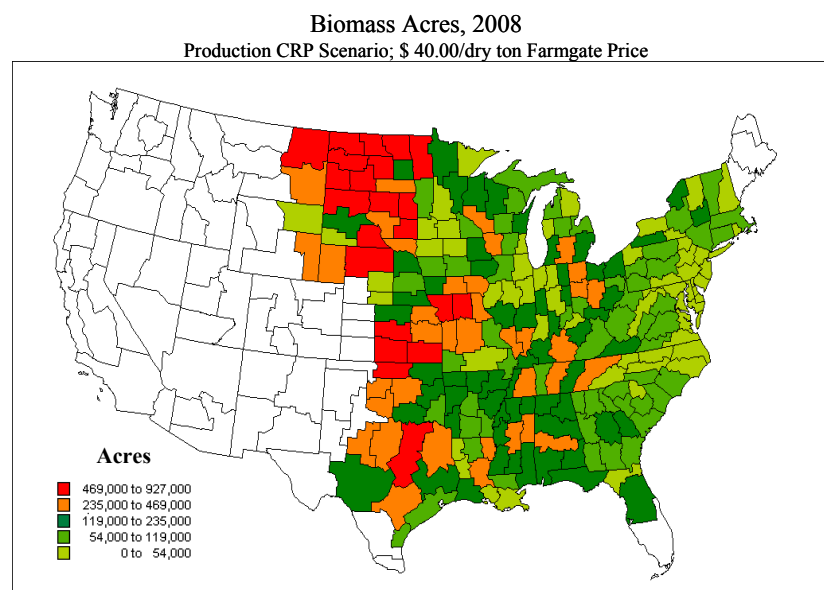 Biomass Acres, 2008
Production CRP Scenario; $ 40.00/dry ton Farmgate Price
Acres
469,000 to 927,000
235,000 to 469,000
119,000 to 235,000
54,000 to 119,000
0 to 54,000